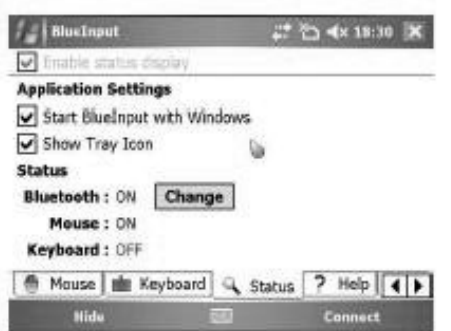 BlueInput 18:30
Enable status display
Application Settings
Start BlueInput with Windows
Show Tray Icon
Status
Bluetooth : ON Change
Mouse : ON
Keyboard : OFF
Mouse Keyboard Status ? Help
Hide Connect